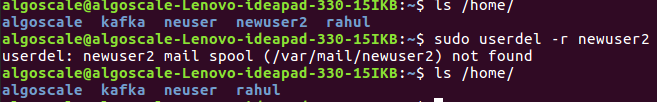 algoscale@algoscale-Lenovo-ideapad-330-15IKB:~$ ls /home/
algoscale kafka neuser newuser2 rahul
algoscale@algoscale-Lenovo-ideapad-330-15IKB:~$ sudo userdel -r newuser2
userdel: newuser2 mail spool (/var/mail/newuser2) not found
algoscale@algoscale-Lenovo-ideapad-330-15IKB:~$ ls /home/
algoscale kafka neuser rahul